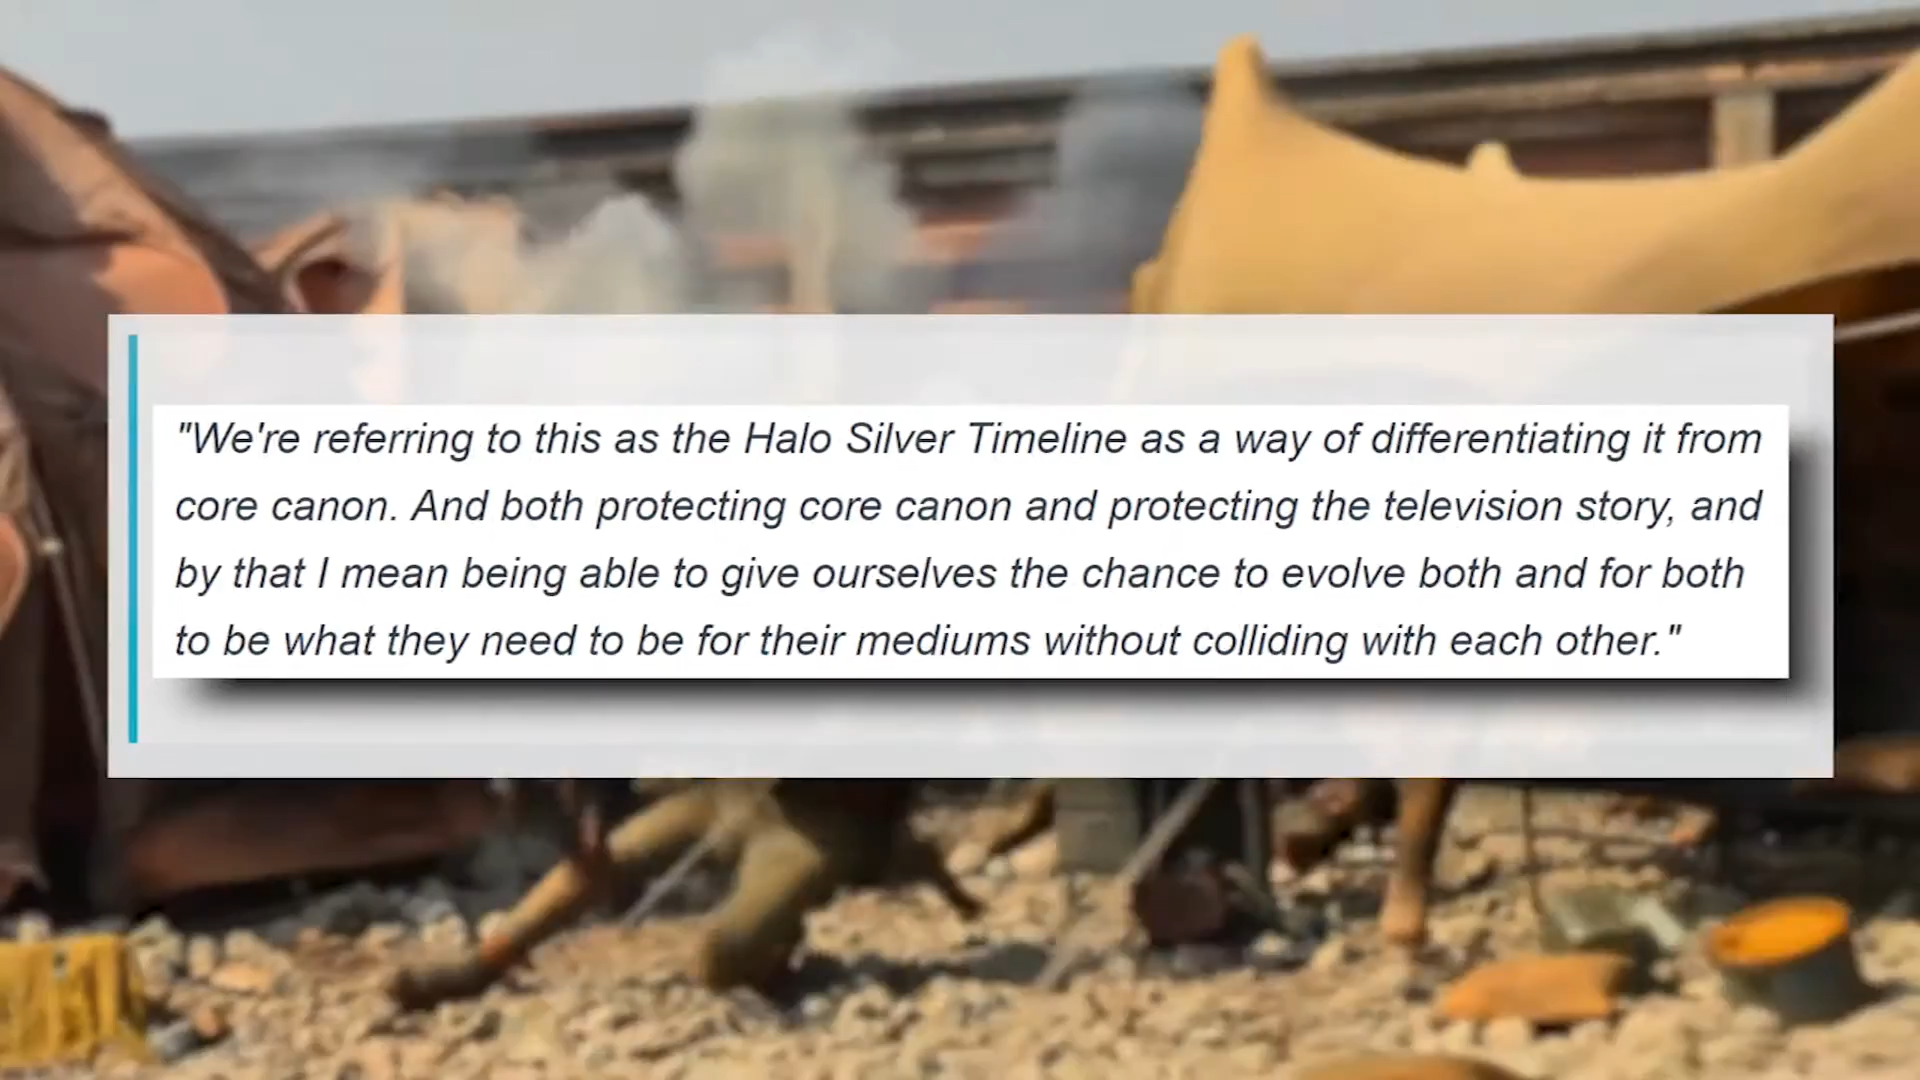 "We're referring to this as the Halo Silver Timeline as a way of differentiating it from
core canon. And both protecting core canon and protecting the television story, and
by that I mean being able to give ourselves the chance to evolve both and for both
to be what they need to be for their mediums without colliding with each other."